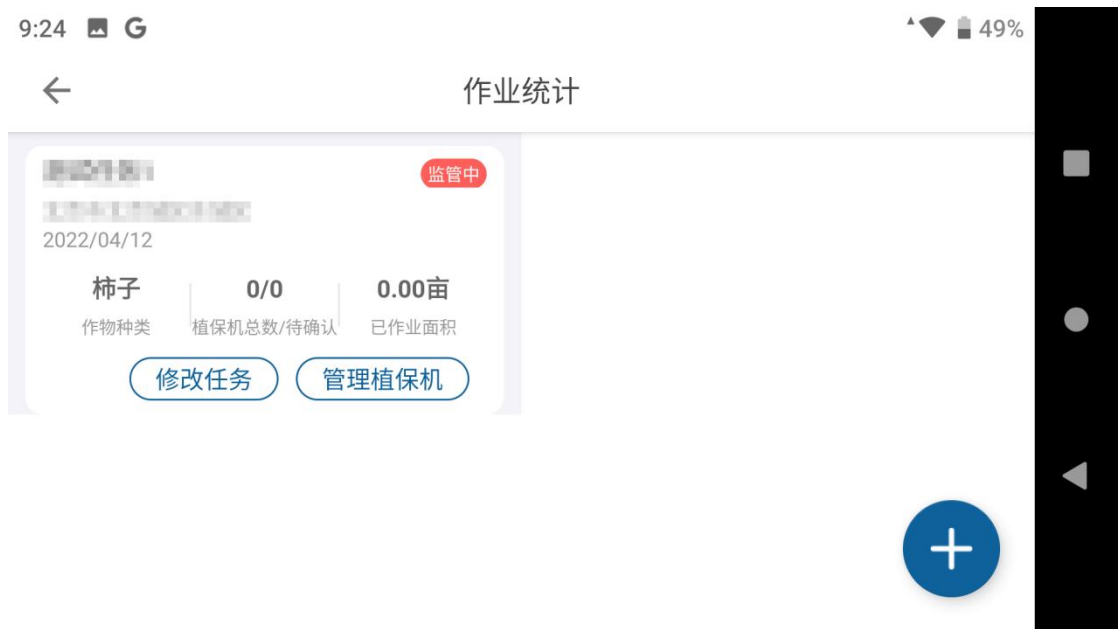 9:24 G 49%
作业统计
监管中
2022/04/12
柿子 0/0 0.00亩
作物种类 植保机总数/待确认 已作业面积
修改任务 管理植保机